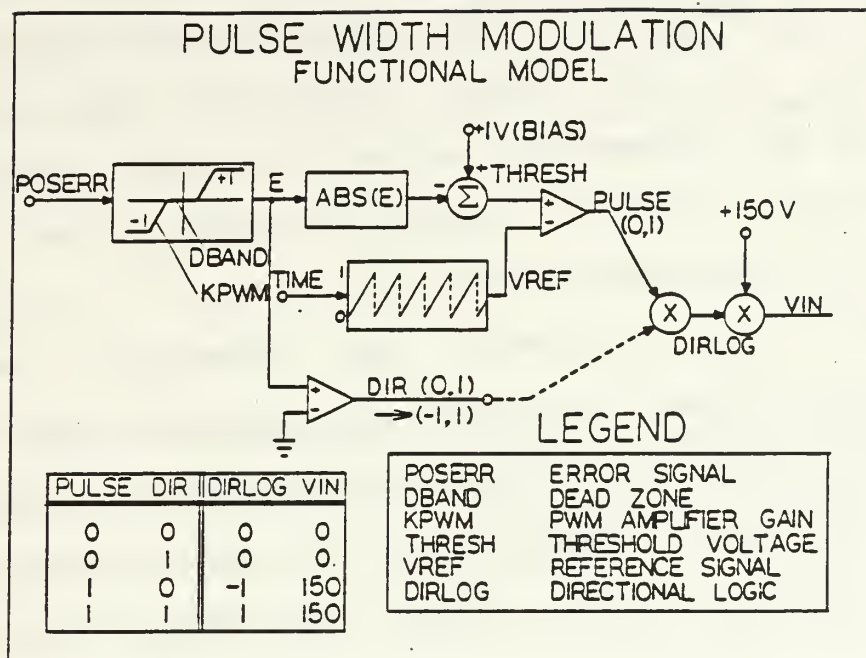 PULSE WIDTH MODULATION
FUNCTIONAL MODEL
+1V(BIAS)
POSERR
+1
-1
E
ABS(E)
-
Σ
+THRESH
+
-
PULSE
(0,1)
+150 V
DBAND
KPWM
TIME
1
0
VREF
X
X
VIN
DIRLOG
+
-
DIR (0,1)
→(-1,1)
PULSE DIR DIRLOG VIN
0 0 0 0
0 1 0 0.
1 0 -1 150
1 1 1 150
LEGEND
POSERR ERROR SIGNAL
DBAND DEAD ZONE
KPWM PWM AMPLIFIER GAIN
THRESH THRESHOLD VOLTAGE
VREF REFERENCE SIGNAL
DIRLOG DIRECTIONAL LOGIC